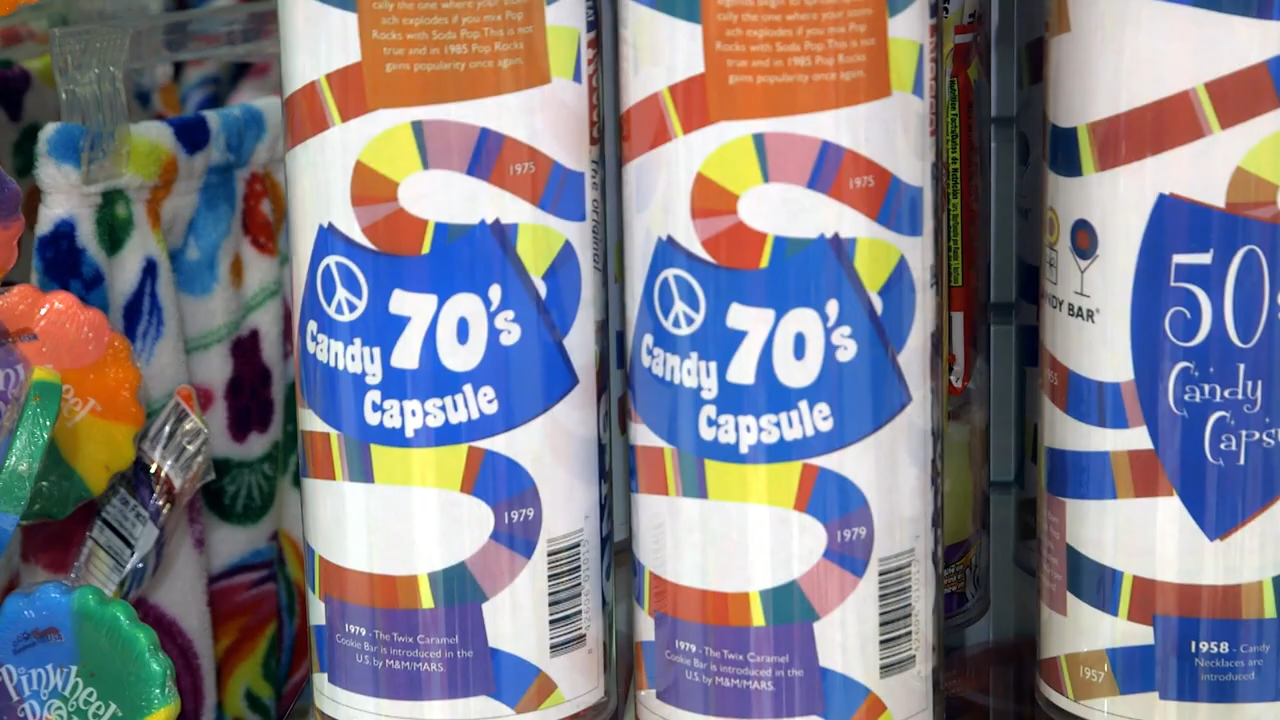 cally the one where your stom-
ach explodes if you mix Pop
Rocks with Soda Pop. This is not
true and in 1985 Pop Rocks
gains popularity once again.
1975
70's
Candy
Capsule
1979
1979 - The Twix Caramel
Cookie Bar is introduced in the
U.S. by M&M/MARS.
the original
cally the one where your stom-
ach explodes if you mix Pop
Rocks with Soda Pop. This is not
true and in 1985 Pop Rocks
gains popularity once again.
1975
70's
Candy
Capsule
1979
1979 - The Twix Caramel
Cookie Bar is introduced in the
U.S. by M&M/MARS.
NDY BAR®
50
Candy
Caps
1957
1958 - Candy
Necklaces are
introduced
Pinwheel